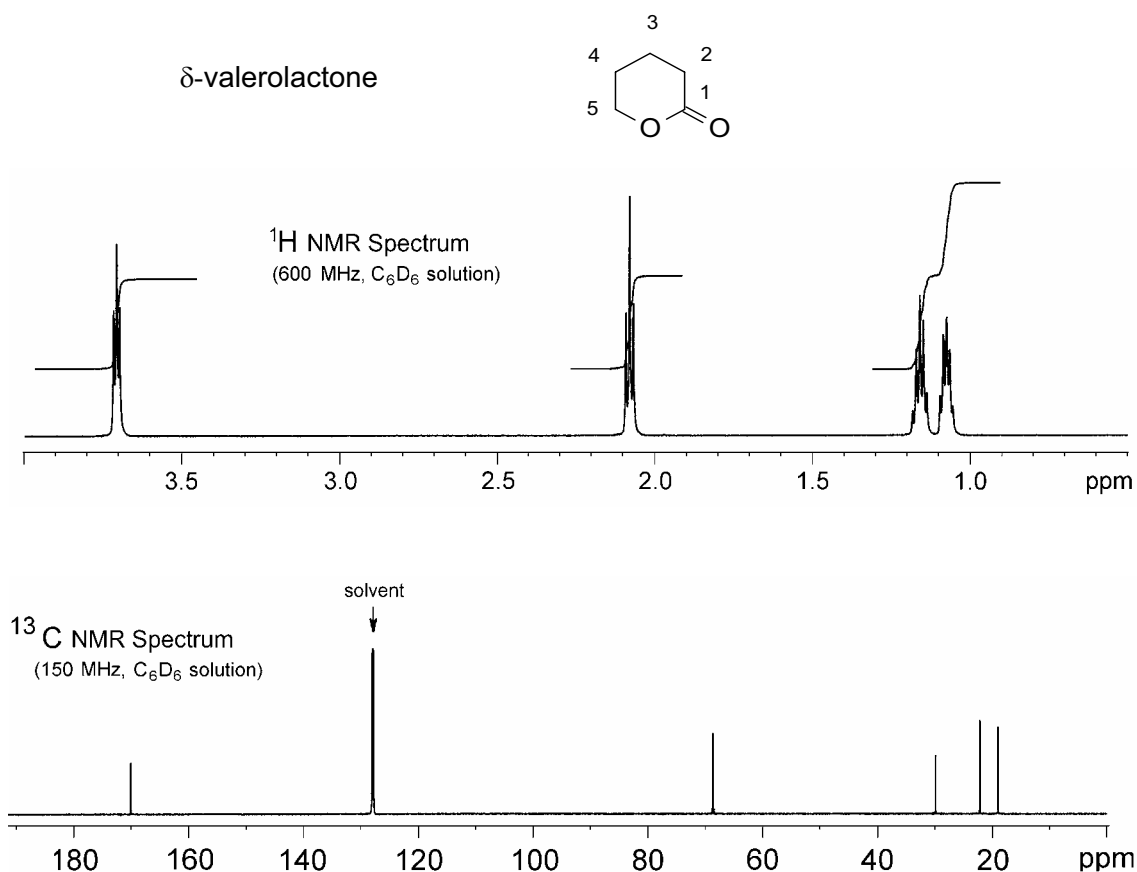 δ-valerolactone
3
4 2
1
5
O O
¹H NMR Spectrum
(600 MHz, C₆D₆ solution)
3.5 3.0 2.5 2.0 1.5 1.0 ppm
solvent
¹³C NMR Spectrum
(150 MHz, C₆D₆ solution)
180 160 140 120 100 80 60 40 20 ppm